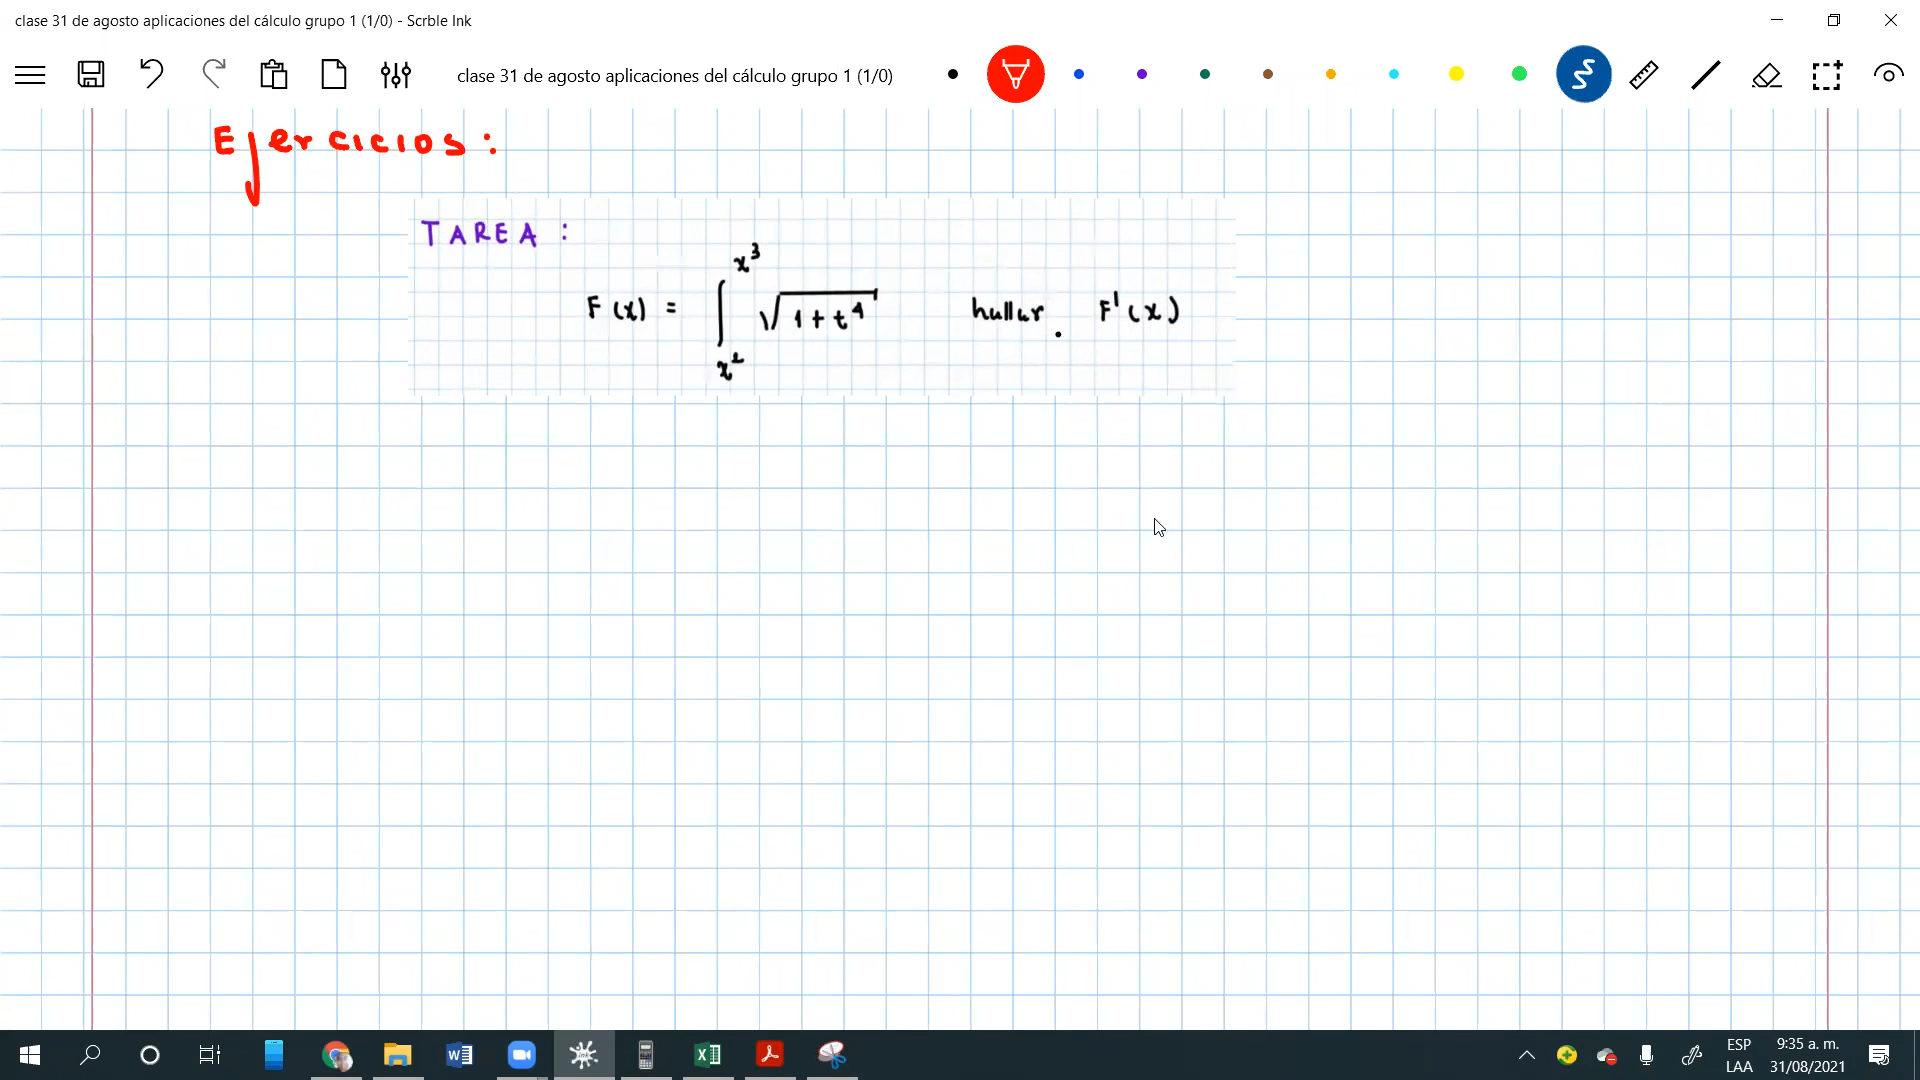 clase 31 de agosto aplicaciones del cálculo grupo 1 (1/0) - Scrble Ink
clase 31 de agosto aplicaciones del cálculo grupo 1 (1/0)
Ejercicios:
TAREA:
F(x) = ∫_{x²}^{x³} √(1+t⁴) hallar. F'(x)
ESP 9:35 a. m.
LAA 31/08/2021